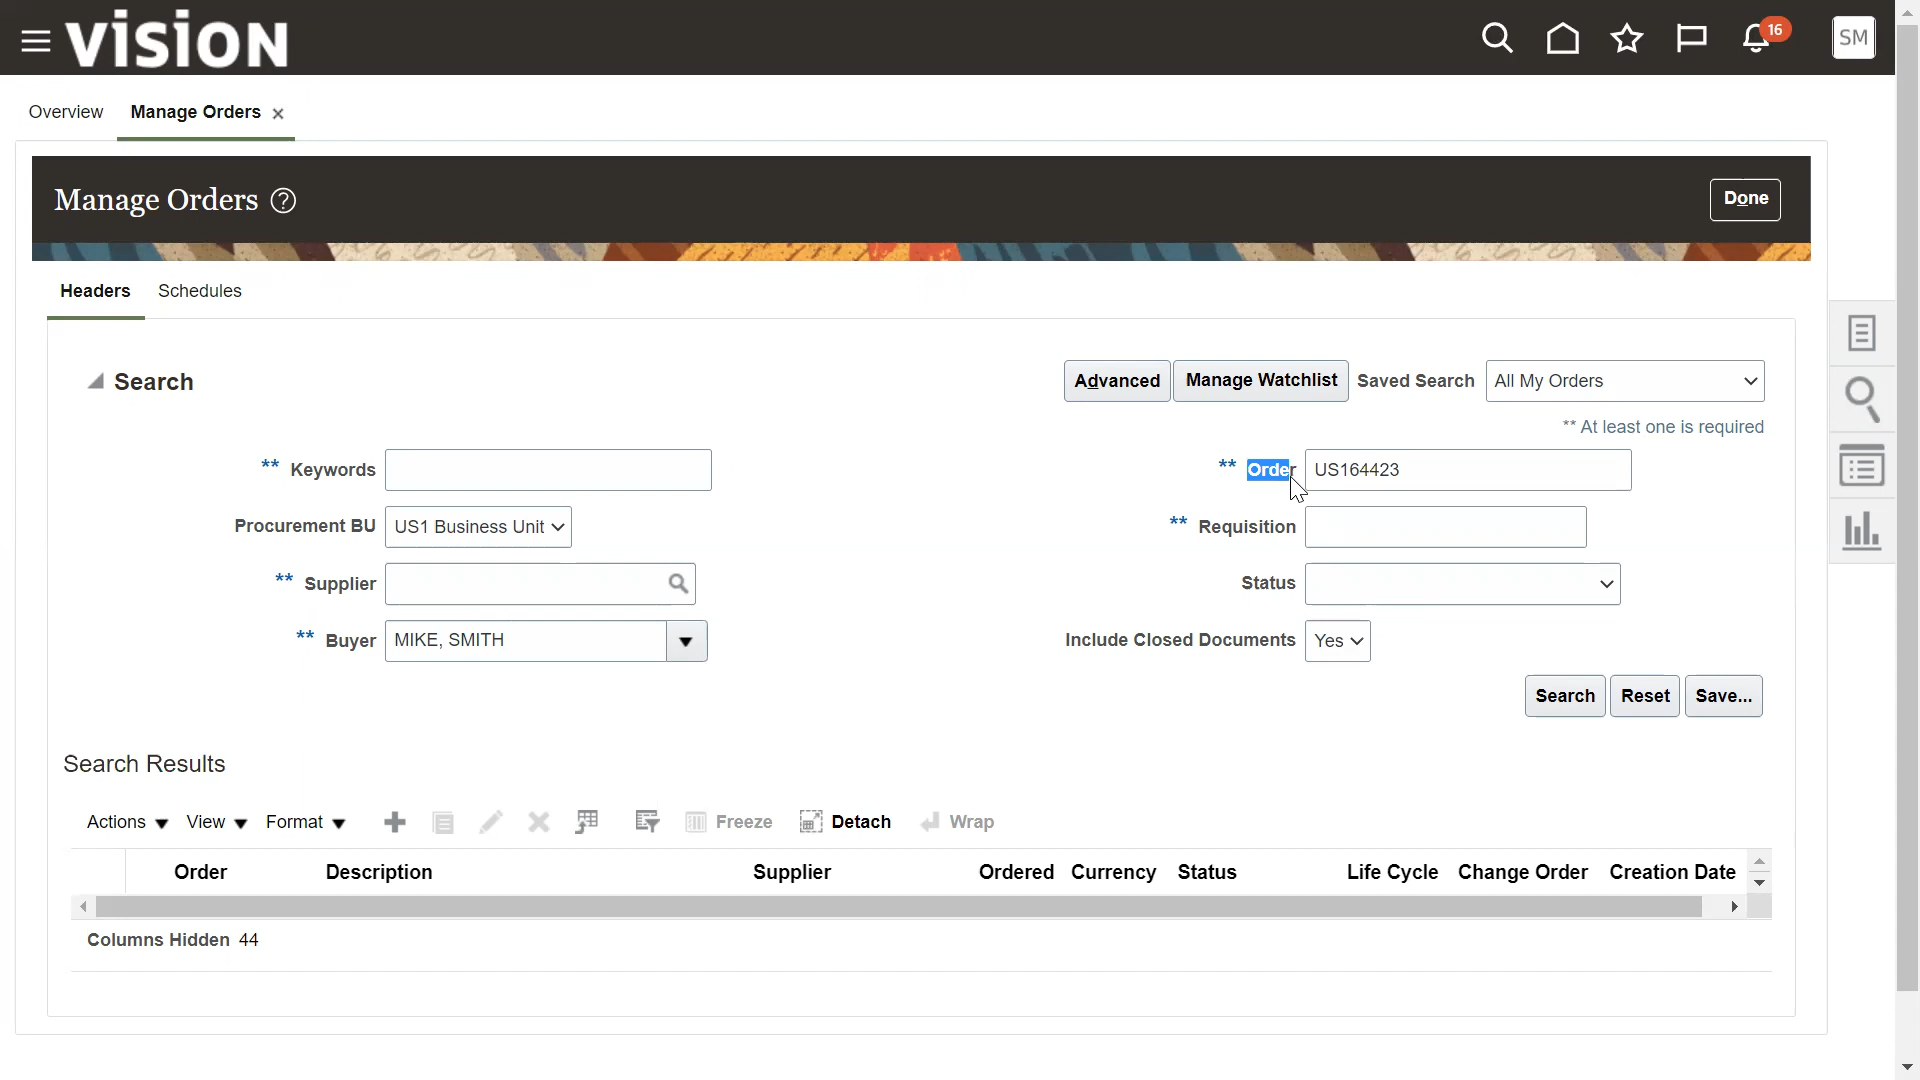 vision
16
SM
Overview
Manage Orders
Manage Orders
Done
Headers
Schedules
Search
Advanced
Manage Watchlist
Saved Search
All My Orders
** At least one is required
** Keywords
** Order
US164423
Procurement BU
US1 Business Unit
** Requisition
** Supplier
Status
** Buyer
MIKE, SMITH
Include Closed Documents
Yes
Search
Reset
Save...
Search Results
Actions
View
Format
Freeze
Detach
Wrap
Order
Description
Supplier
Ordered
Currency
Status
Life Cycle
Change Order
Creation Date
Columns Hidden 44